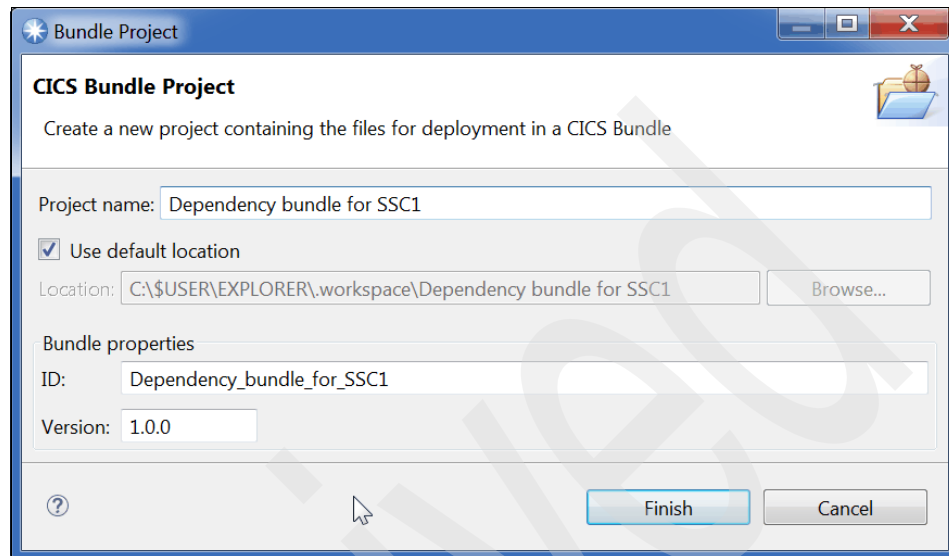 Bundle Project
CICS Bundle Project
Create a new project containing the files for deployment in a CICS Bundle
Project name: Dependency bundle for SSC1
Use default location
Location: C:\$USER\EXPLORER\.workspace\Dependency bundle for SSC1 Browse...
Bundle properties
ID: Dependency_bundle_for_SSC1
Version: 1.0.0
? Finish Cancel